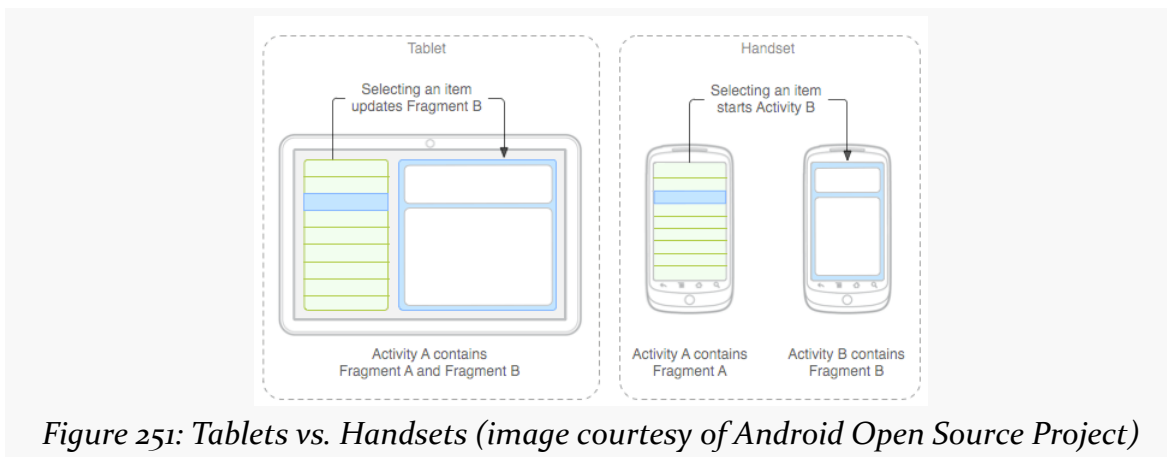 Tablet
Selecting an item
updates Fragment B
Activity A contains
Fragment A and Fragment B
Handset
Selecting an item
starts Activity B
Activity A contains
Fragment A
Activity B contains
Fragment B
Figure 251: Tablets vs. Handsets (image courtesy of Android Open Source Project)